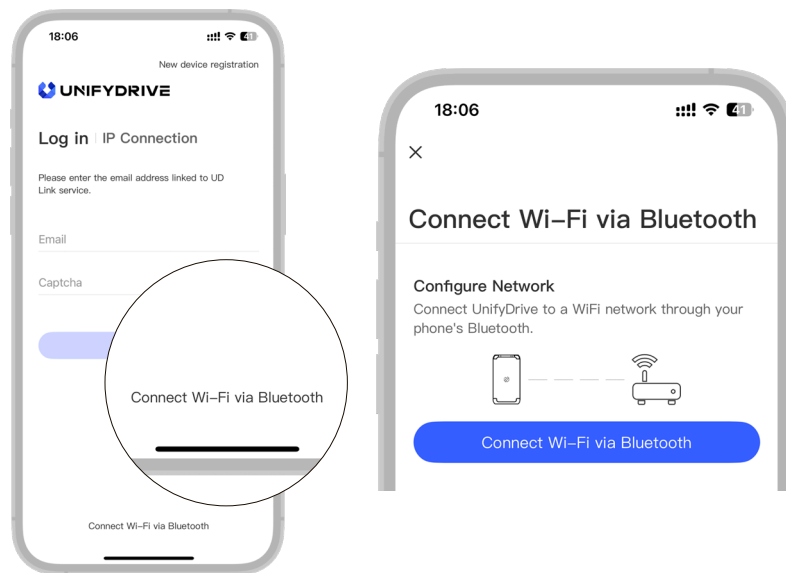 18:06
41
New device registration
UNIFYDRIVE
Log in | IP Connection
Please enter the email address linked to UD
Link service.
Email
Captcha
Connect Wi-Fi via Bluetooth
Connect Wi-Fi via Bluetooth
18:06
41
Connect Wi-Fi via Bluetooth
Configure Network
Connect UnifyDrive to a WiFi network through your
phone's Bluetooth.
Connect Wi-Fi via Bluetooth